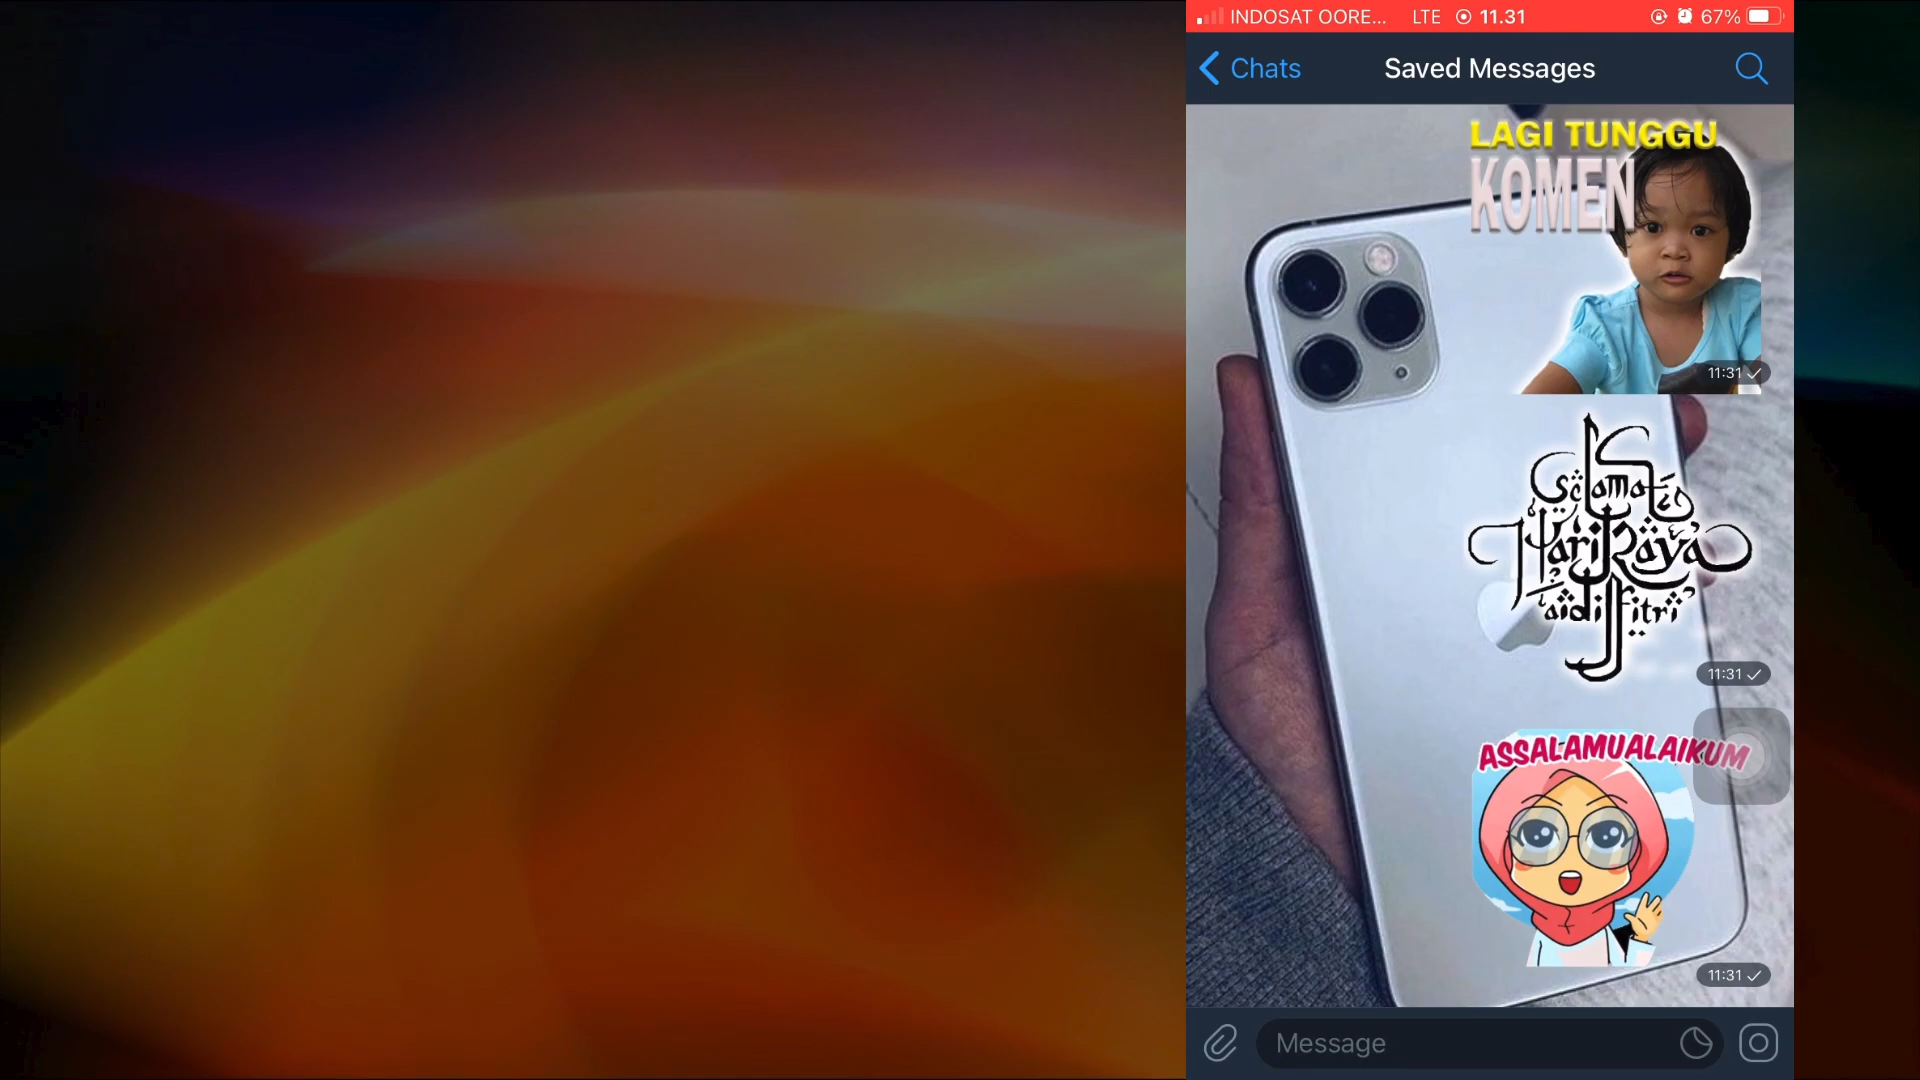 INDOSAT OORE... LTE 11.31 67%
Chats Saved Messages
LAGI TUNGGU
KOMEN
11:31
Selamat
Hari Raya
aidilfitri
11:31
ASSALAMUALAIKUM
11:31
Message